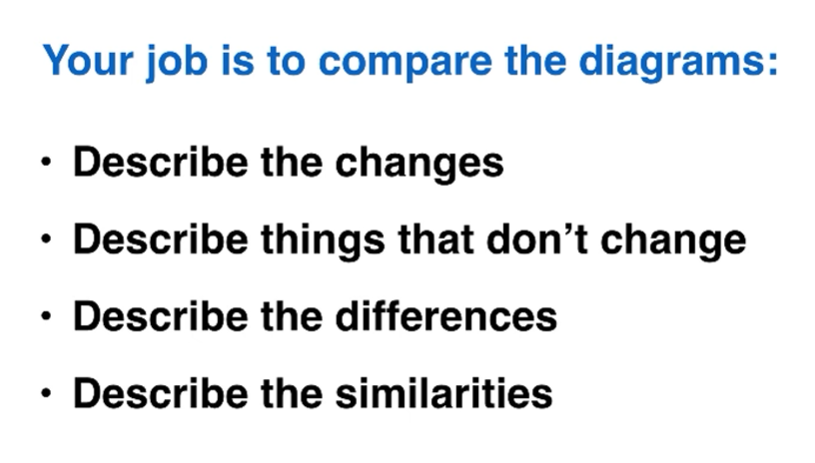 Your job is to compare the diagrams:
• Describe the changes
• Describe things that don’t change
• Describe the differences
• Describe the similarities